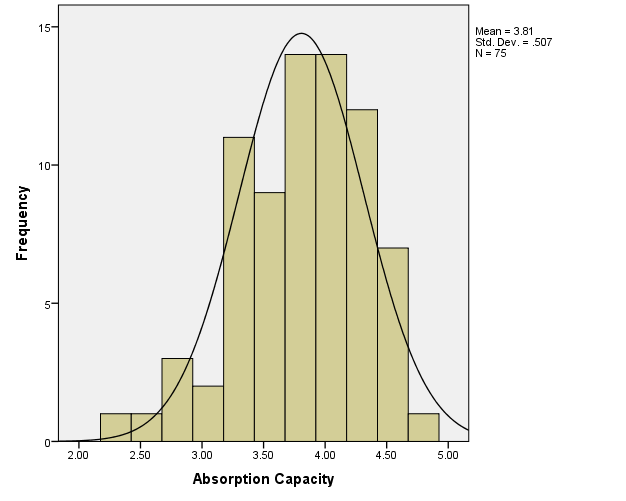 Mean = 3.81
Std. Dev. = .507
N = 75
15
10
5
0
Frequency
2.00 2.50 3.00 3.50 4.00 4.50 5.00
Absorption Capacity